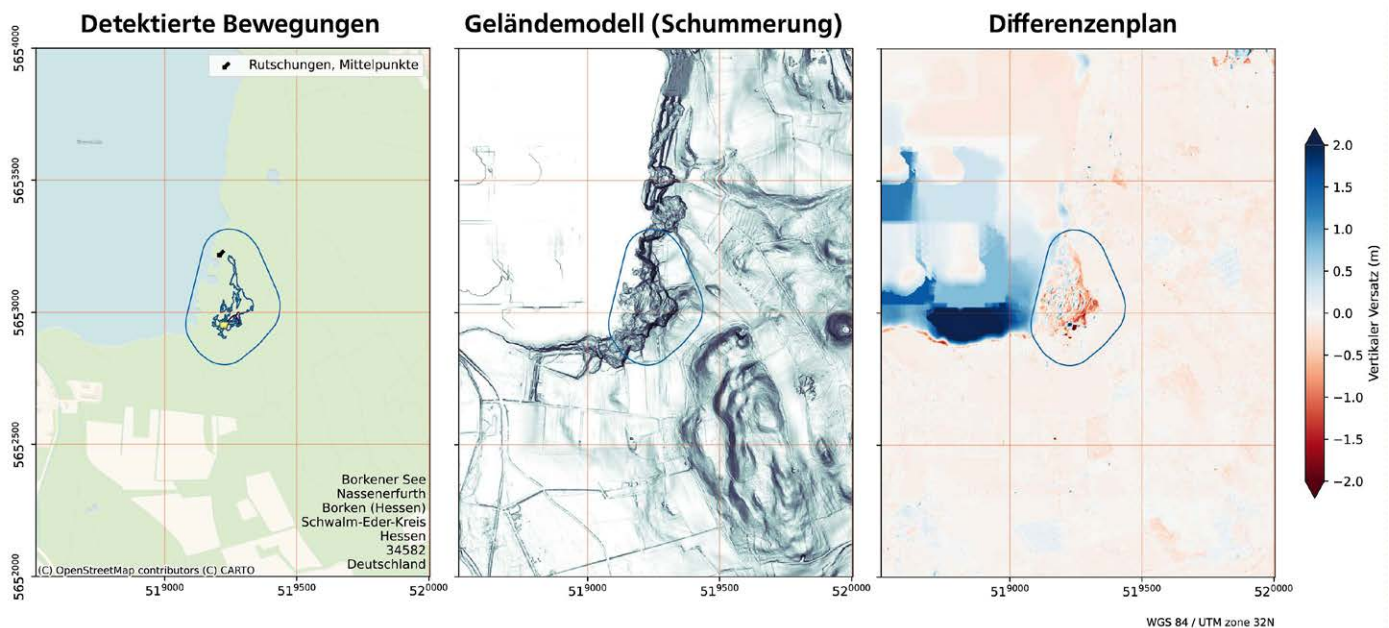 Detektierte Bewegungen
Geländemodell (Schummerung)
Differenzenplan
Rutschungen, Mittelpunkte
5654000
5653500
5653000
5652500
5652000
Borkener See
Nassenerfurth
Borken (Hessen)
Schwalm-Eder-Kreis
Hessen
34582
Deutschland
(C) OpenStreetMap contributors (C) CARTO
519000
519500
520000
519000
519500
520000
519000
519500
520000
2.0
1.5
1.0
0.5
0.0
−0.5
−1.0
−1.5
−2.0
Vertikaler Versatz (m)
WGS 84 / UTM zone 32N